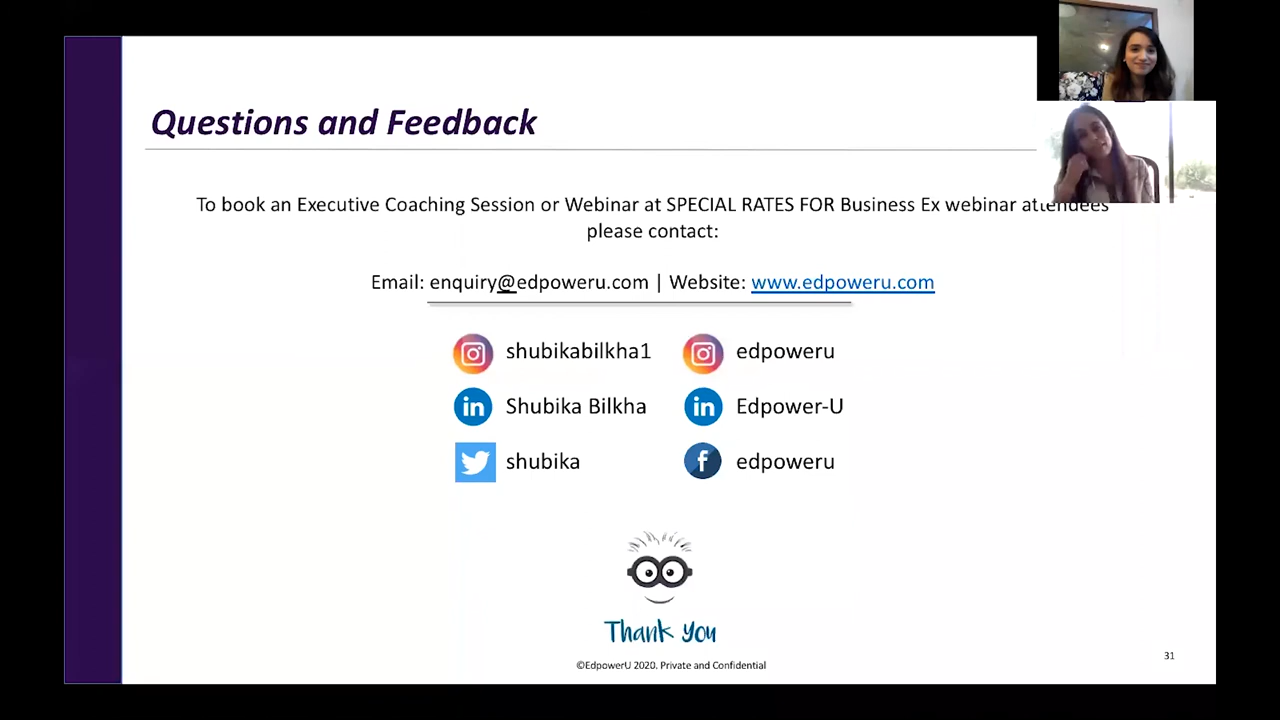 Questions and Feedback
To book an Executive Coaching Session or Webinar at SPECIAL RATES FOR Business Ex webinar attendees
please contact:
Email: enquiry@edpoweru.com | Website: www.edpoweru.com
shubikabilkha1 edpoweru
in Shubika Bilkha in Edpower-U
shubika f edpoweru
Thank You
©EdpowerU 2020. Private and Confidential
31